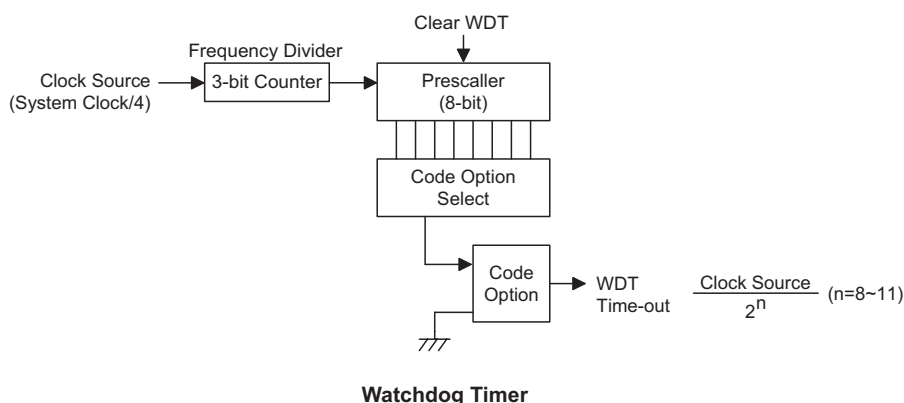 Clear WDT
Frequency Divider
Clock Source
(System Clock/4)
3-bit Counter
Prescaller
(8-bit)
Code Option
Select
Code
Option
WDT
Time-out
Clock Source
2^n
(n=8~11)
Watchdog Timer